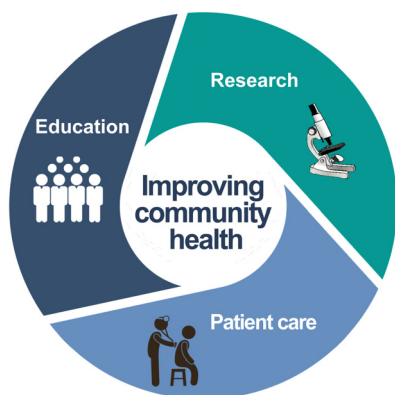 Research
Education
Improving
community
health
Patient care